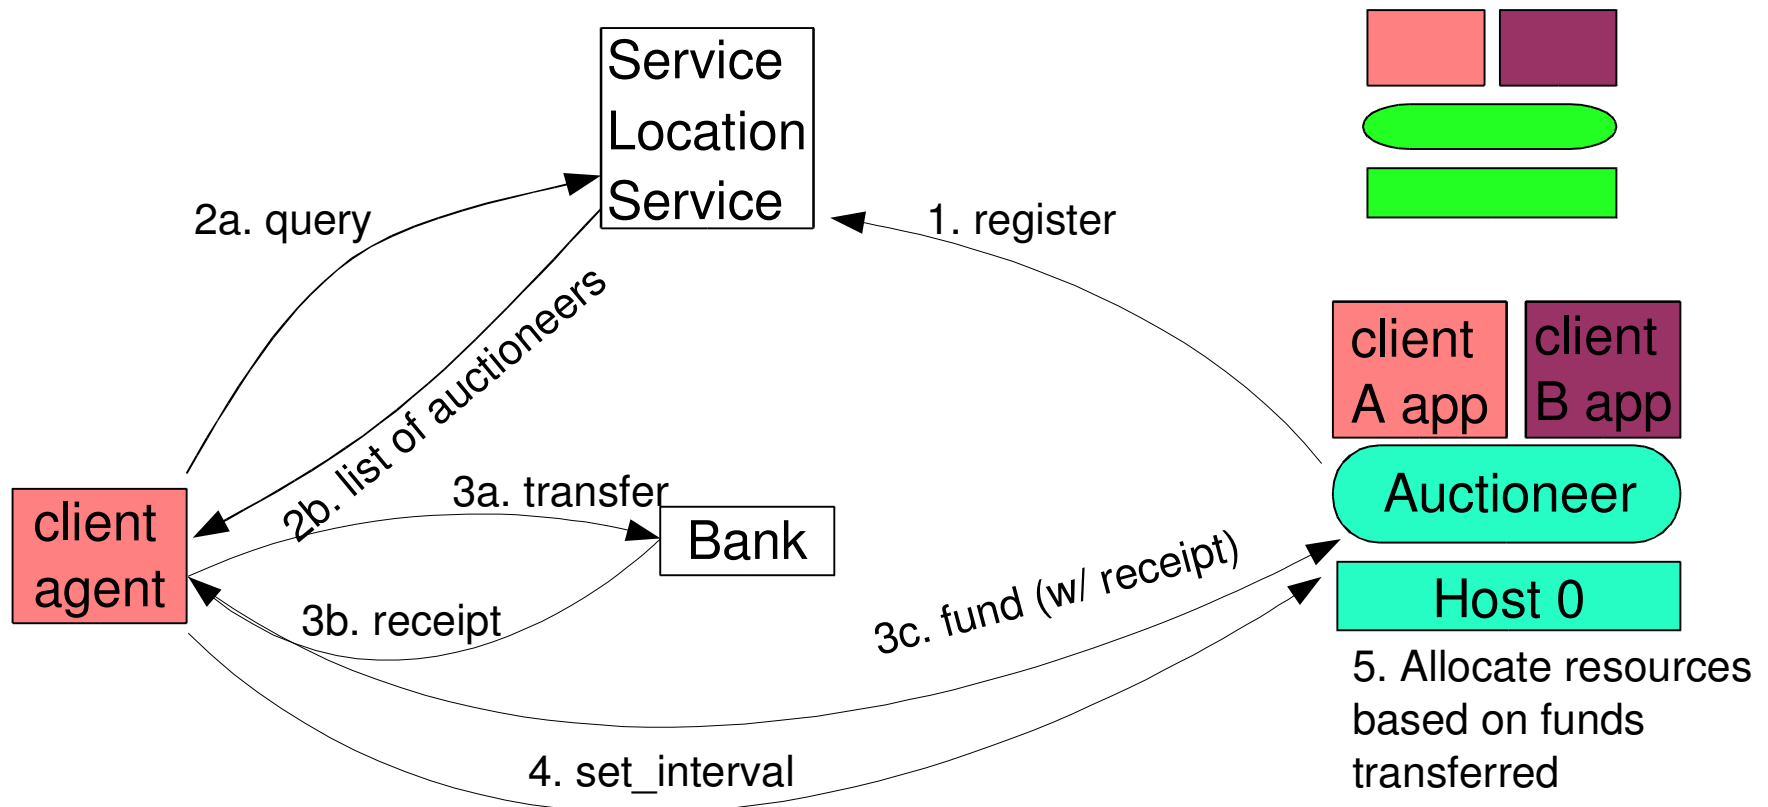 Service
Location
Service
2a. query
1. register
2b. list of auctioneers
client
A app
client
B app
Auctioneer
Host 0
client
agent
3a. transfer
Bank
3b. receipt
3c. fund (w/ receipt)
4. set_interval
5. Allocate resources
based on funds
transferred